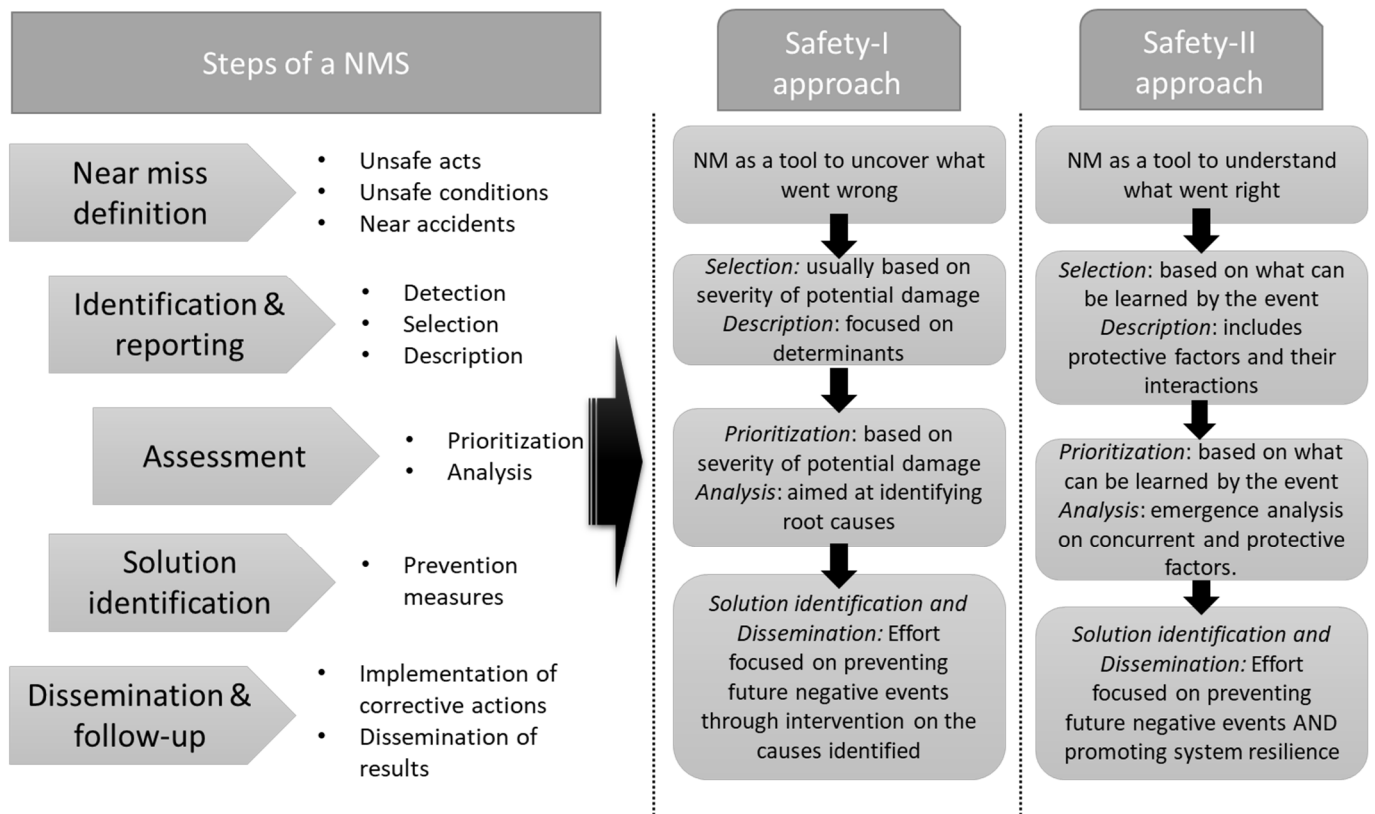 Steps of a NMS
Near miss
definition
• Unsafe acts
• Unsafe conditions
• Near accidents
Identification &
reporting
• Detection
• Selection
• Description
Assessment
• Prioritization
• Analysis
Solution
identification
• Prevention
measures
Dissemination &
follow-up
• Implementation of
corrective actions
• Dissemination of
results
Safety-I
approach
NM as a tool to uncover what
went wrong
Selection: usually based on
severity of potential damage
Description: focused on
determinants
Prioritization: based on
severity of potential damage
Analysis: aimed at identifying
root causes
Solution identification and
Dissemination: Effort
focused on preventing
future negative events
through intervention on the
causes identified
Safety-II
approach
NM as a tool to understand
what went right
Selection: based on what can
be learned by the event
Description: includes
protective factors and their
interactions
Prioritization: based on what
can be learned by the event
Analysis: emergence analysis
on concurrent and protective
factors.
Solution identification and
Dissemination: Effort
focused on preventing
future negative events AND
promoting system resilience